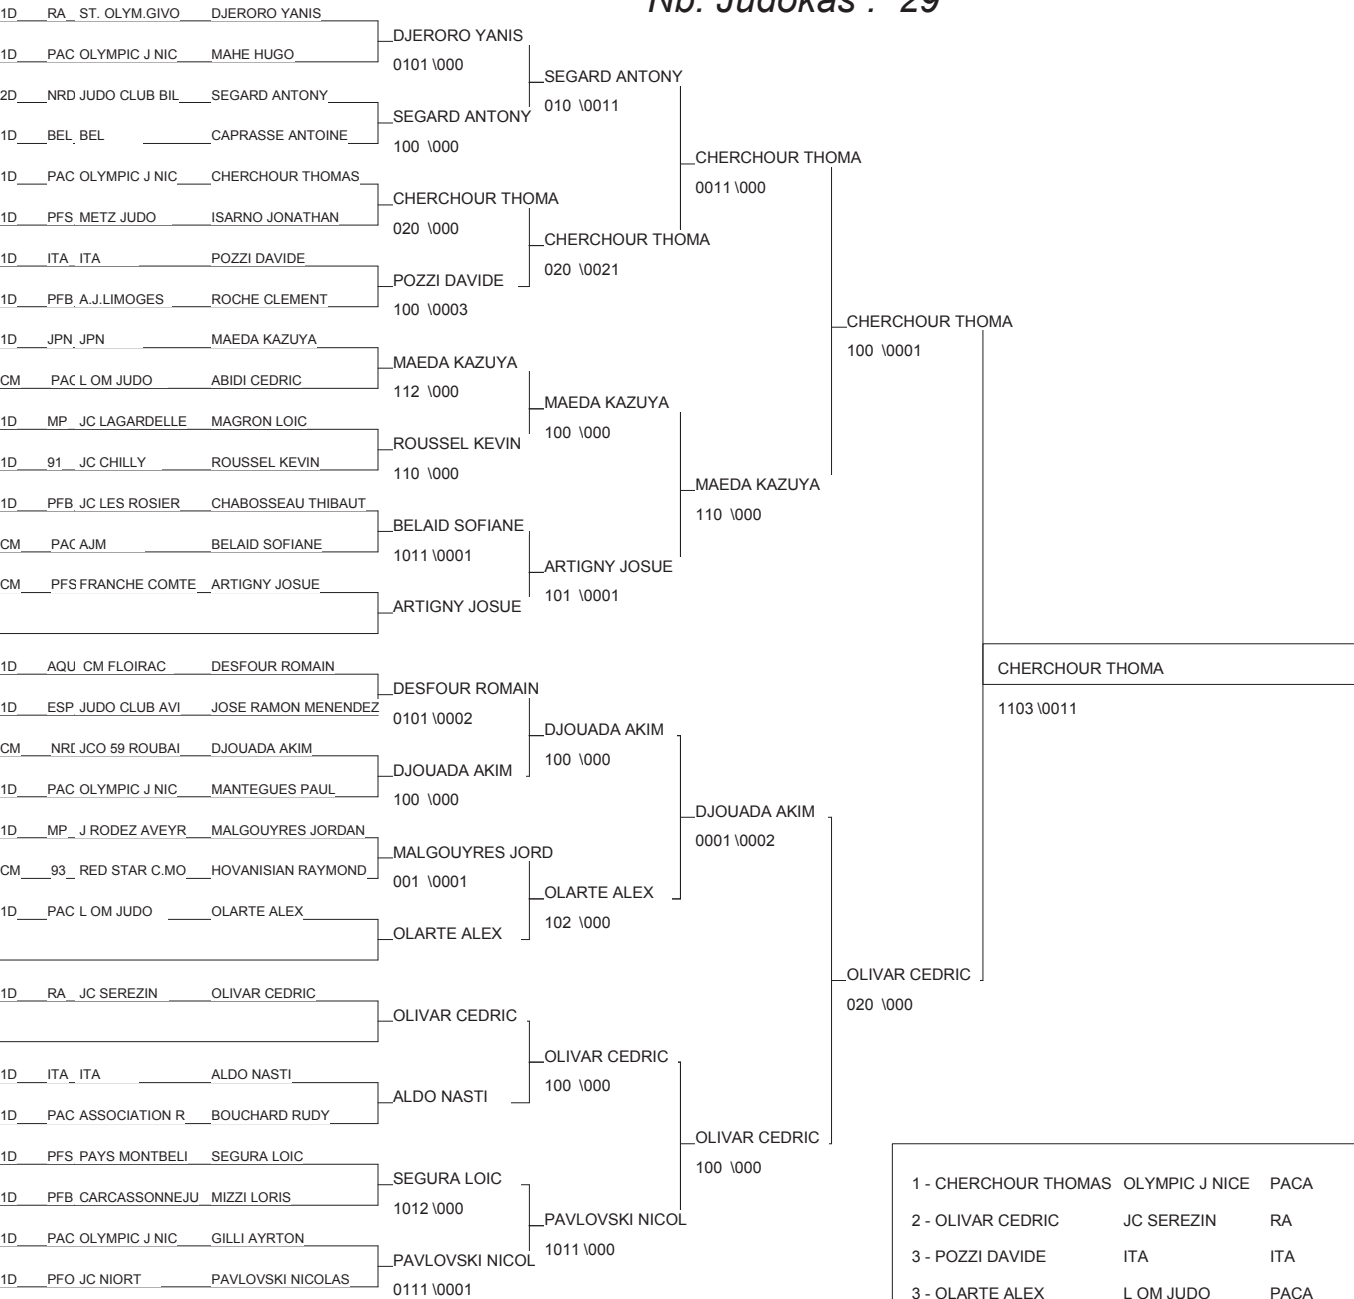 Nb. Judokas : 29
1D RA ST. OLYM.GIVO DJERORO YANIS
DJERORO YANIS
1D PAC OLYMPIC J NIC MAHE HUGO
0101 \000
SEGARD ANTONY
2D NRD JUDO CLUB BIL SEGARD ANTONY
010 \0011
SEGARD ANTONY
1D BEL BEL CAPRASSE ANTOINE
100 \000
CHERCHOUR THOMA
1D PAC OLYMPIC J NIC CHERCHOUR THOMAS
0011 \000
CHERCHOUR THOMA
1D PFS METZ JUDO ISARNO JONATHAN
020 \000
CHERCHOUR THOMA
1D ITA ITA POZZI DAVIDE
020 \0021
POZZI DAVIDE
1D PFB A.J.LIMOGES ROCHE CLEMENT
100 \0003
CHERCHOUR THOMA
1D JPN JPN MAEDA KAZUYA
100 \0001
MAEDA KAZUYA
CM PAC L OM JUDO ABIDI CEDRIC
112 \000
MAEDA KAZUYA
1D MP JC LAGARDELLE MAGRON LOIC
100 \000
ROUSSEL KEVIN
1D 91 JC CHILLY ROUSSEL KEVIN
110 \000
MAEDA KAZUYA
1D PFB JC LES ROSIER CHABOSSEAU THIBAUT
110 \000
BELAID SOFIANE
CM PAC AJM BELAID SOFIANE
1011 \0001
ARTIGNY JOSUE
CM PFS FRANCHE COMTE ARTIGNY JOSUE
101 \0001
ARTIGNY JOSUE
1D AQU CM FLOIRAC DESFOUR ROMAIN
CHERCHOUR THOMA
DESFOUR ROMAIN
1D ESP JUDO CLUB AVI JOSE RAMON MENENDEZ
1103 \0011
0101 \0002
DJOUADA AKIM
CM NRD JCO 59 ROUBAI DJOUADA AKIM
100 \000
DJOUADA AKIM
1D PAC OLYMPIC J NIC MANTEGUES PAUL
100 \000
DJOUADA AKIM
1D MP J RODEZ AVEYR MALGOUYRES JORDAN
0001 \0002
MALGOUYRES JORD
CM 93 RED STAR C.MO HOVANISIAN RAYMOND
001 \0001
OLARTE ALEX
1D PAC L OM JUDO OLARTE ALEX
102 \000
OLARTE ALEX
OLIVAR CEDRIC
1D RA JC SEREZIN OLIVAR CEDRIC
020 \000
OLIVAR CEDRIC
OLIVAR CEDRIC
1D ITA ITA ALDO NASTI
100 \000
ALDO NASTI
1D PAC ASSOCIATION R BOUCHARD RUDY
OLIVAR CEDRIC
1D PFS PAYS MONTBELI SEGURA LOIC
100 \000
SEGURA LOIC
1 - CHERCHOUR THOMAS OLYMPIC J NICE PACA
1D PFB CARCASSONNEJU MIZZI LORIS
1012 \000
PAVLOVSKI NICOL
2 - OLIVAR CEDRIC JC SEREZIN RA
1D PAC OLYMPIC J NIC GILLI AYRTON
1011 \000
3 - POZZI DAVIDE ITA ITA
PAVLOVSKI NICOL
1D PFO JC NIORT PAVLOVSKI NICOLAS
0111 \0001
3 - OLARTE ALEX L OM JUDO PACA